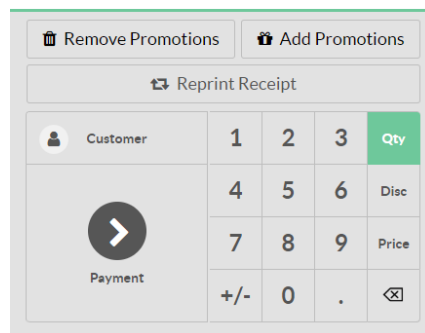 Remove Promotions Add Promotions
Reprint Receipt
Customer 1 2 3 Qty
4 5 6 Disc
7 8 9 Price
Payment
+/- 0 .